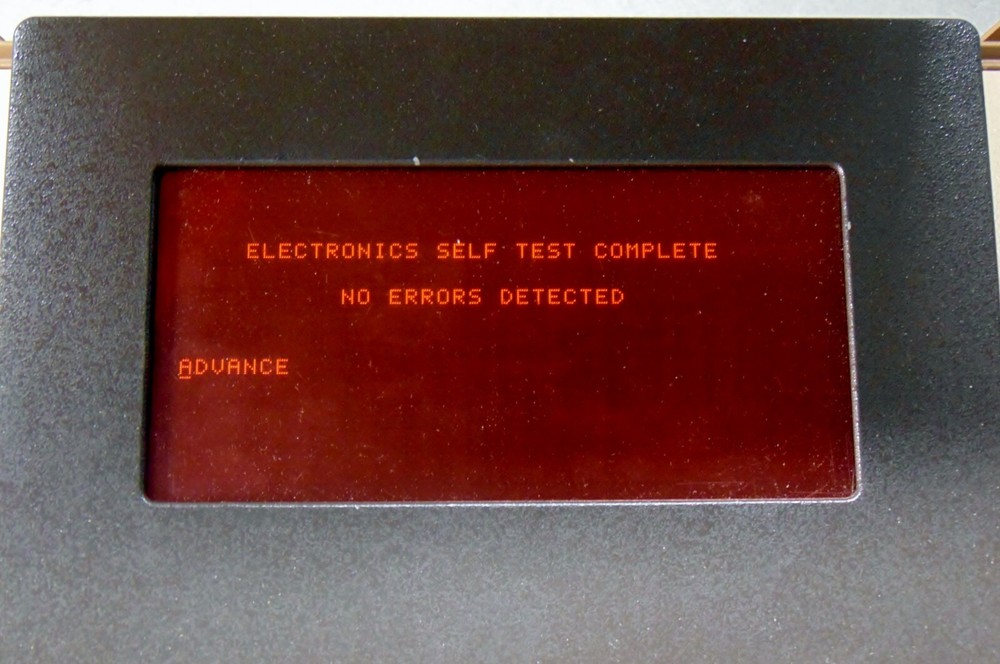 ELECTRONICS SELF TEST COMPLETE
NO ERRORS DETECTED
ADVANCE